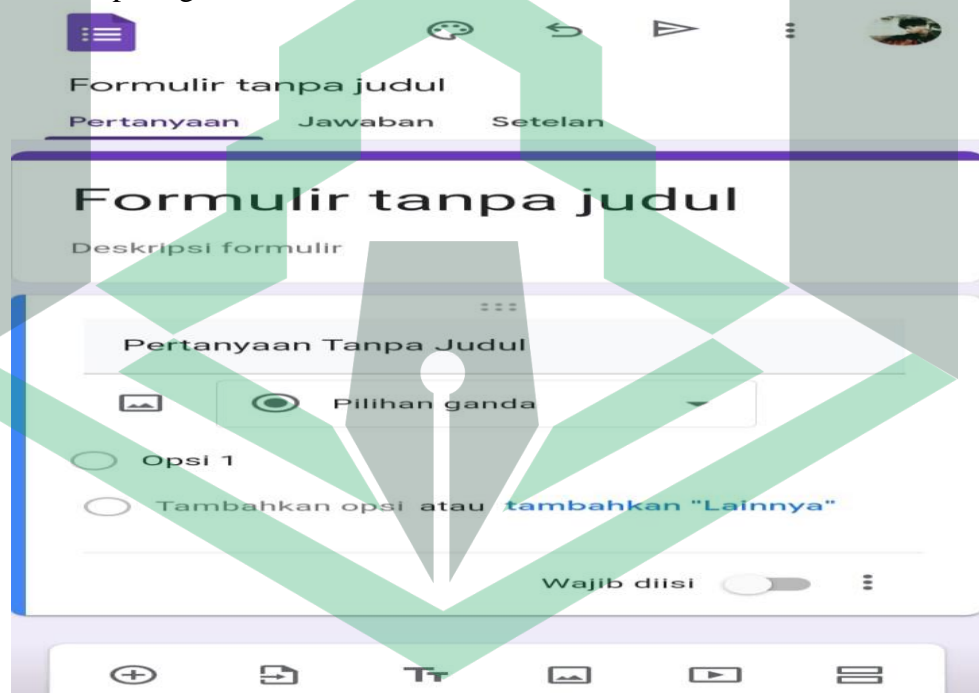 Formulir tanpa judul
Pertanyaan Jawaban Setelan
Formulir tanpa judul
Deskripsi formulir
Pertanyaan Tanpa Judul
Pilihan ganda
Opsi 1
Tambahkan opsi atau tambahkan "Lainnya"
Wajib diisi
Tт